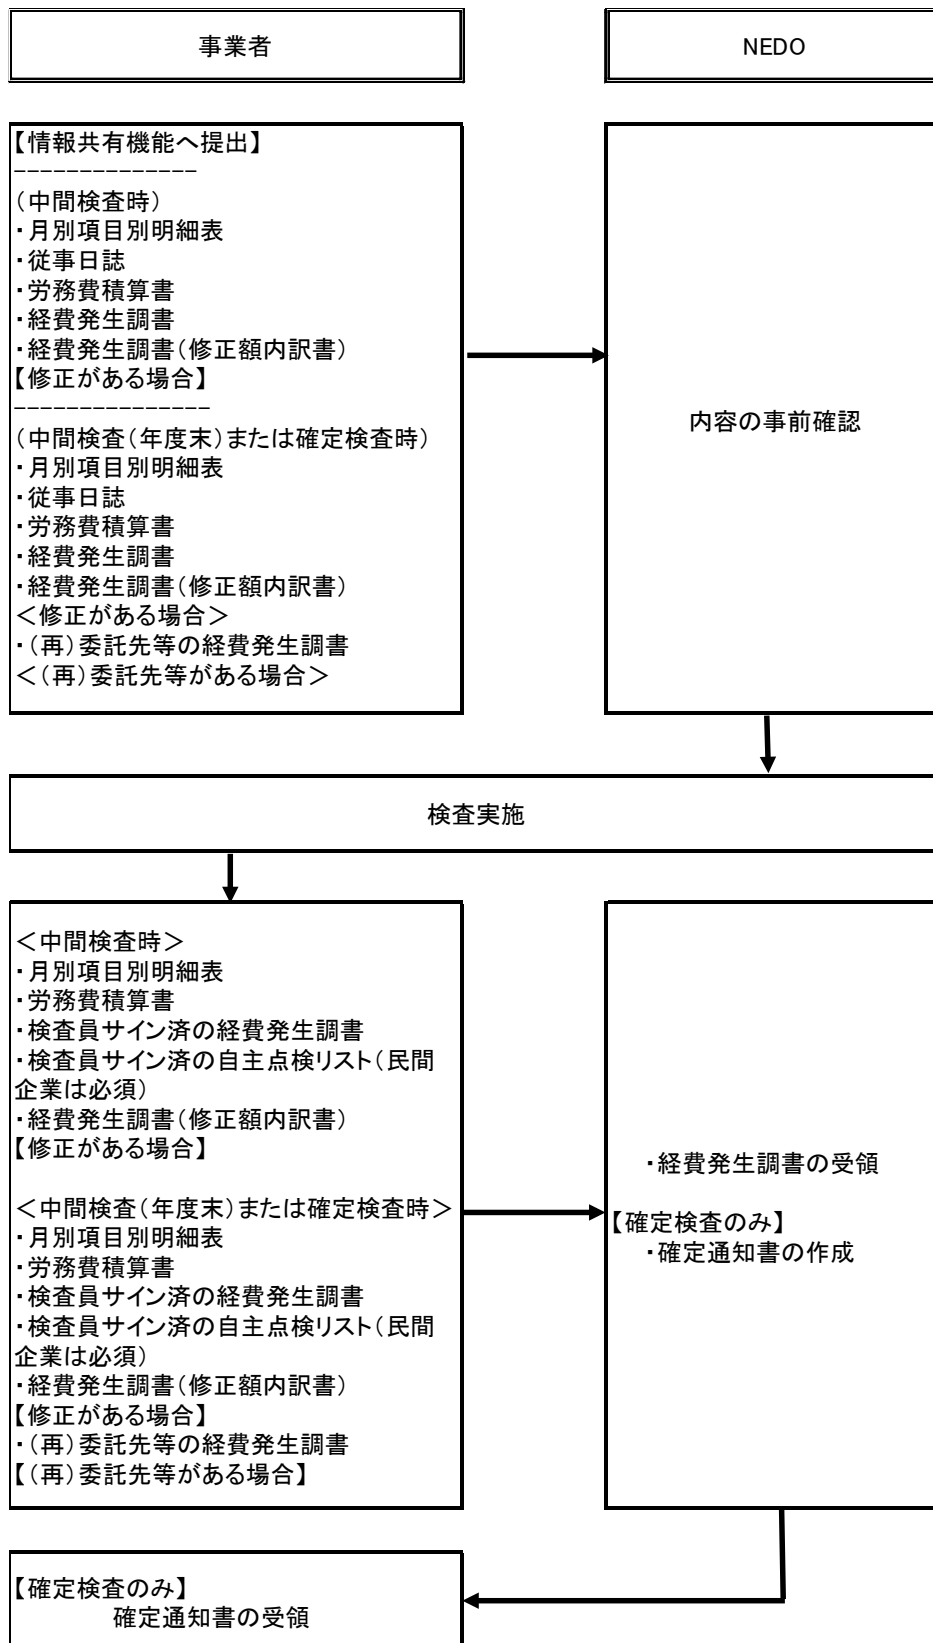 事業者
NEDO
【情報共有機能へ提出】
--------------
(中間検査時)
・月別項目別明細表
・従事日誌
・労務費積算書
・経費発生調書
・経費発生調書(修正額内訳書)
【修正がある場合】
---------------
(中間検査(年度末)または確定検査時)
・月別項目別明細表
・従事日誌
・労務費積算書
・経費発生調書
・経費発生調書(修正額内訳書)
＜修正がある場合＞
・(再)委託先等の経費発生調書
＜(再)委託先等がある場合＞
内容の事前確認
検査実施
＜中間検査時＞
・月別項目別明細表
・労務費積算書
・検査員サイン済の経費発生調書
・検査員サイン済の自主点検リスト(民間
企業は必須)
・経費発生調書(修正額内訳書)
【修正がある場合】
＜中間検査(年度末)または確定検査時＞
・月別項目別明細表
・労務費積算書
・検査員サイン済の経費発生調書
・検査員サイン済の自主点検リスト(民間
企業は必須)
・経費発生調書(修正額内訳書)
【修正がある場合】
・(再)委託先等の経費発生調書
【(再)委託先等がある場合】
・経費発生調書の受領
【確定検査のみ】
・確定通知書の作成
【確定検査のみ】
確定通知書の受領